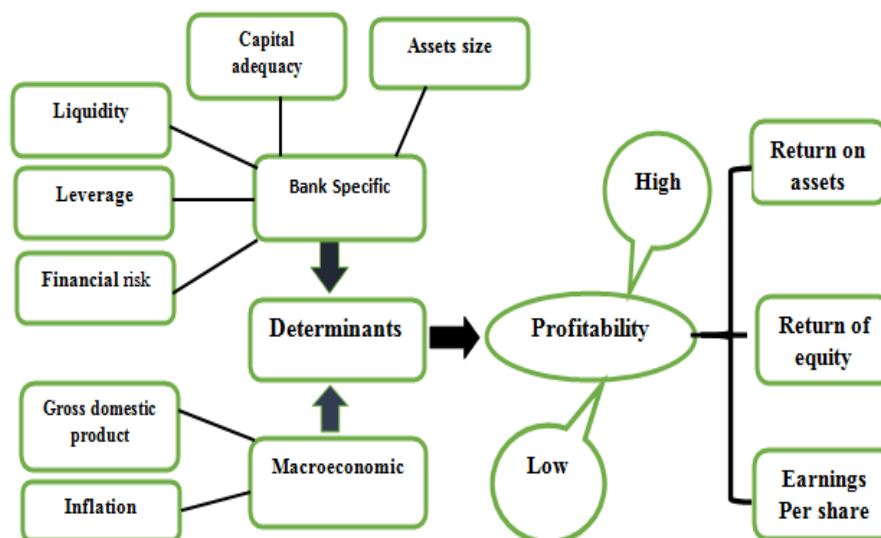 Capital
adequacy
Assets size
Liquidity
Leverage
Financial risk
Bank Specific
Determinants
Gross domestic
product
Inflation
Macroeconomic
High
Profitability
Low
Return on
assets
Return of
equity
Earnings
Per share